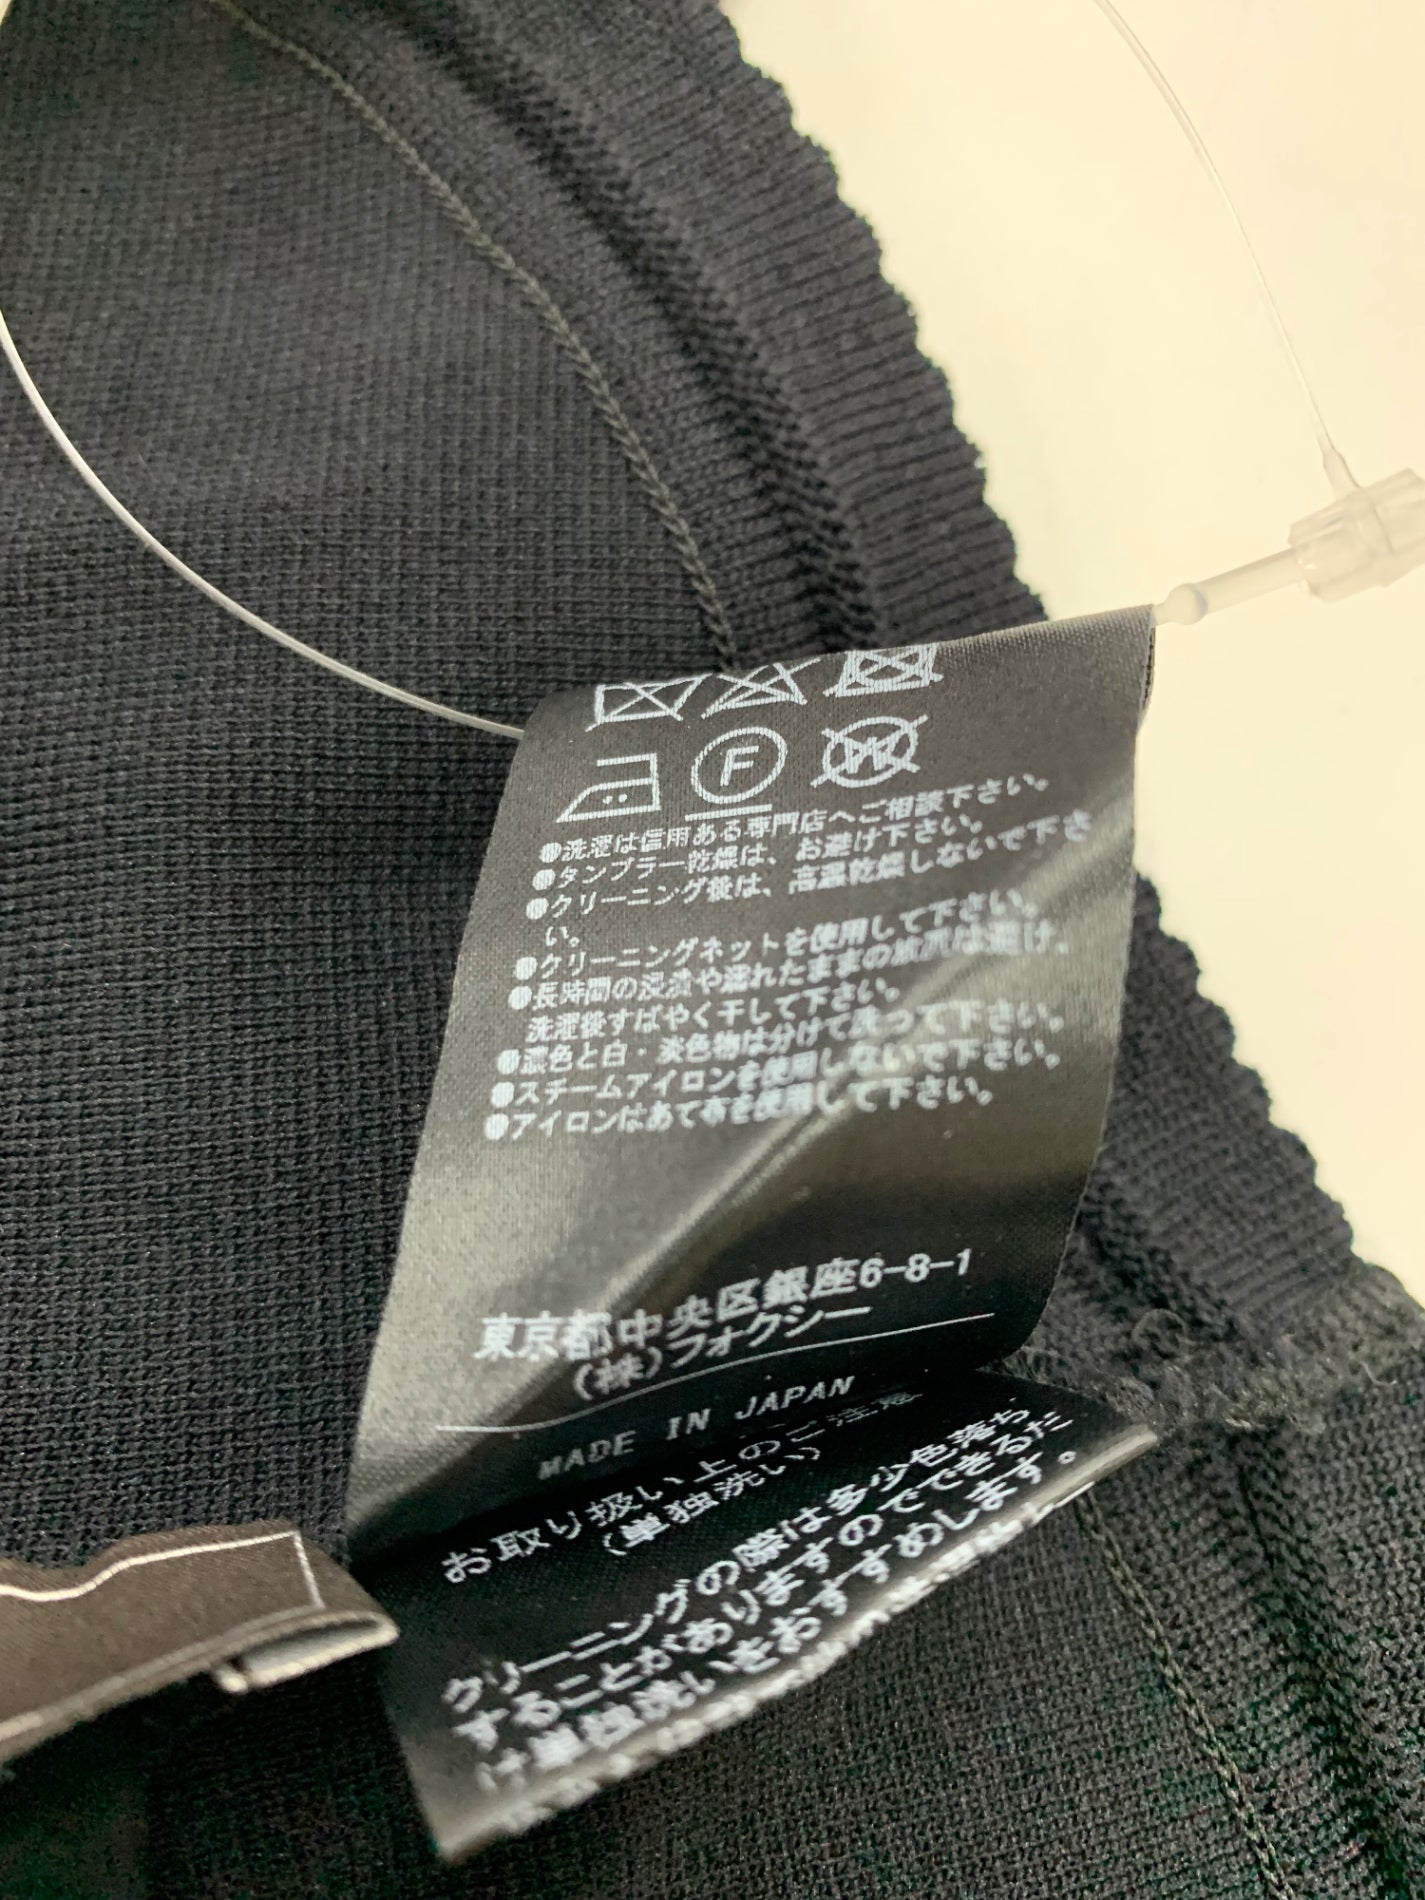 F
W
●洗濯は信用ある専門店へご相談下さい。
●タンブラー乾燥は、お避け下さい。
●クリーニング後は、高温乾燥しないで下さ
い。
●クリーニングネットを使用して下さい。
●長時間の浸漬や濡れたままの放置は避け、
洗濯後すばやく干して下さい。
●濃色と白・淡色物は分けて洗って下さい。
●スチームアイロンを使用しないで下さい。
●アイロンはあて布を使用して下さい。
東京都中央区銀座6-8-1
(株)フォクシー
MADE IN JAPAN
お取り扱い上のご注意
(単独洗い)
クリーニングの際は多少色落ち
することがありますのでできるだ
け単独洗いをおすすめします。